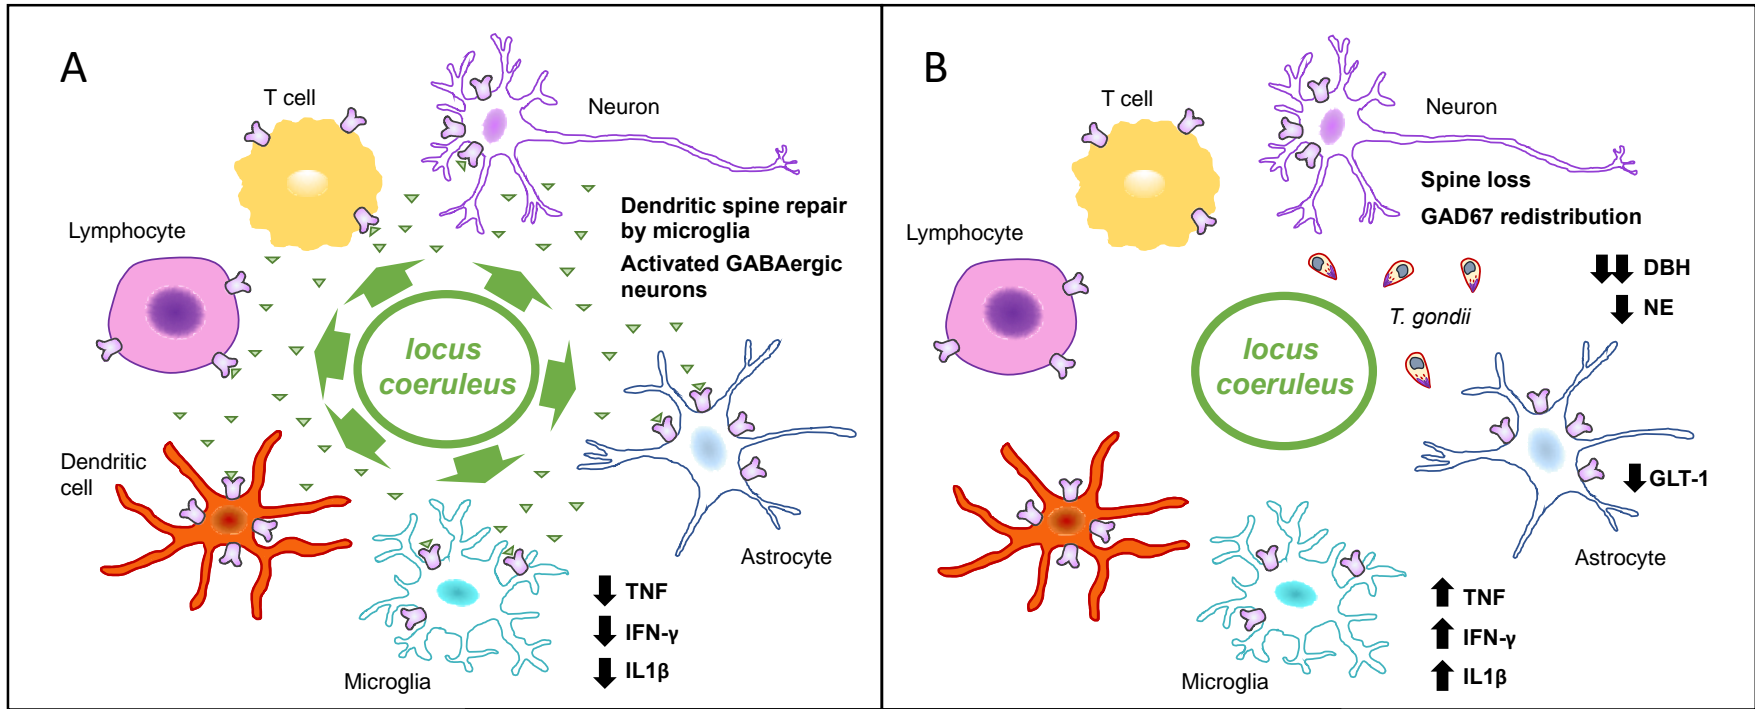 A
T cell
Neuron
Lymphocyte
Dendritic spine repair
by microglia
Activated GABAergic
neurons
locus
coeruleus
Dendritic
cell
Astrocyte
Microglia
TNF
IFN-γ
IL1β
B
T cell
Neuron
Spine loss
GAD67 redistribution
Lymphocyte
DBH
NE
T. gondii
locus
coeruleus
GLT-1
Astrocyte
Microglia
TNF
IFN-γ
IL1β